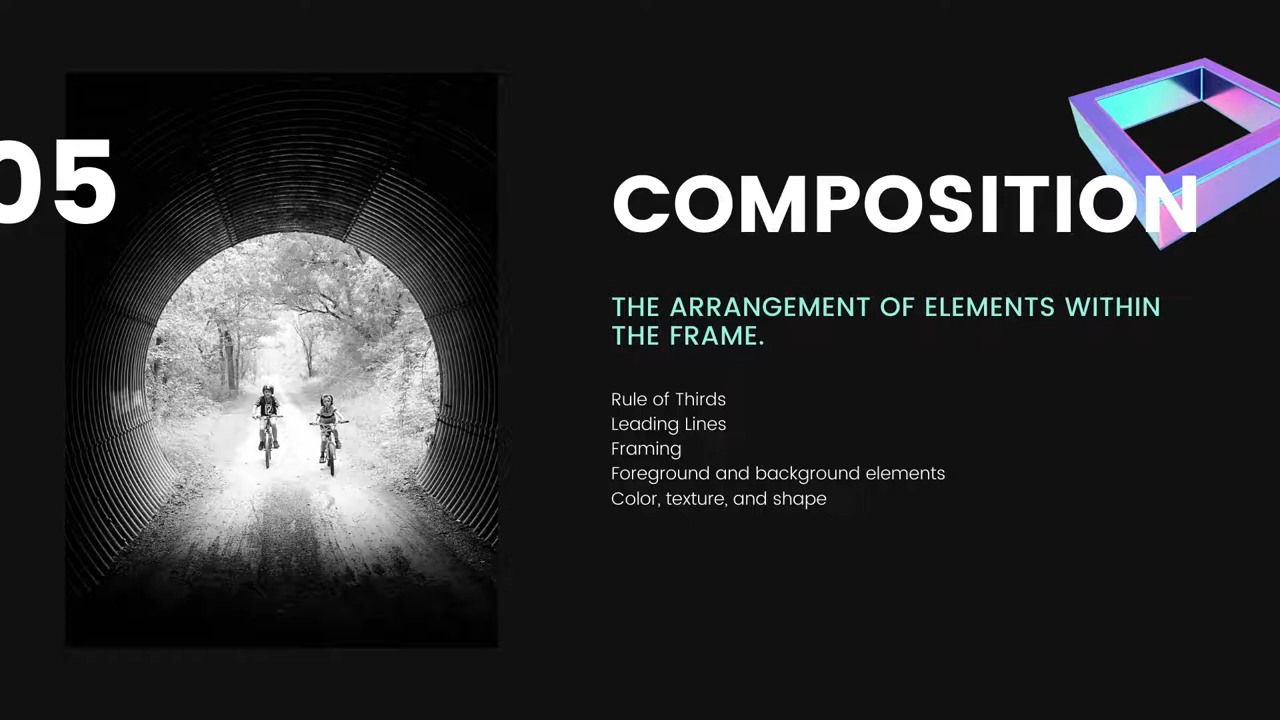 05
COMPOSITION
THE ARRANGEMENT OF ELEMENTS WITHIN
THE FRAME.
Rule of Thirds
Leading Lines
Framing
Foreground and background elements
Color, texture, and shape